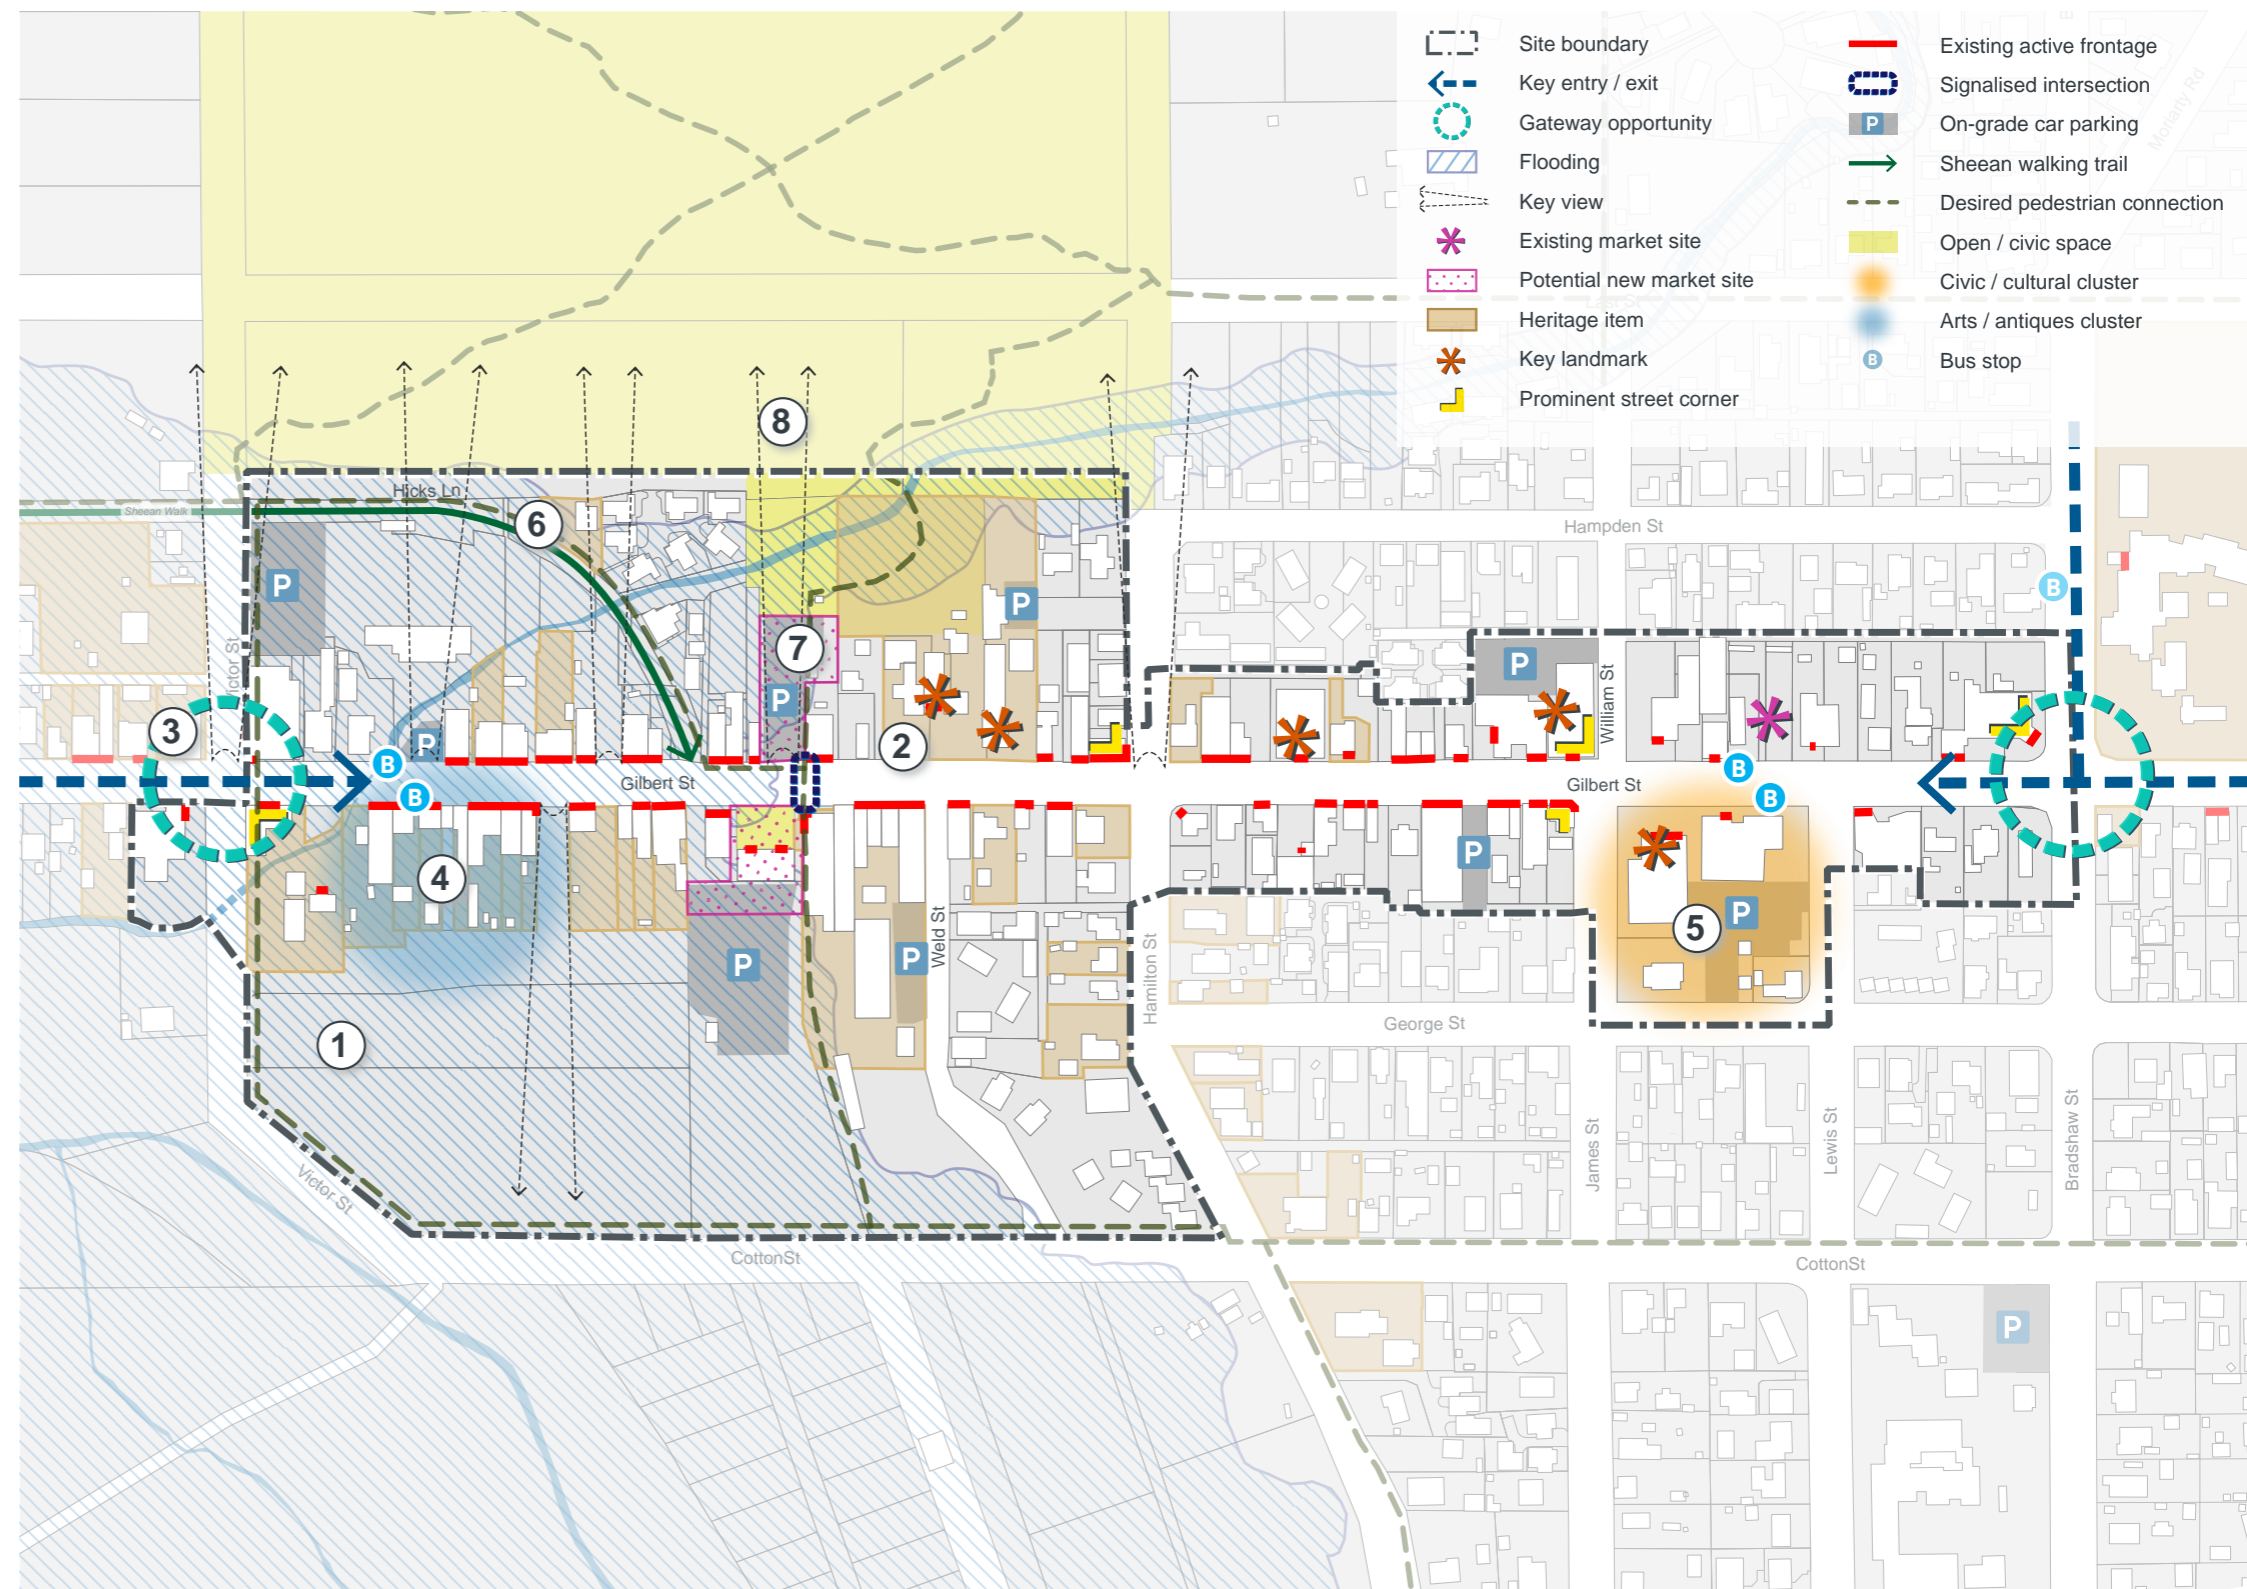 Site boundary
Key entry / exit
Gateway opportunity
Flooding
Key view
Existing market site
Potential new market site
Heritage item
Key landmark
Prominent street corner
Existing active frontage
Signalised intersection
P On-grade car parking
Sheean walking trail
Desired pedestrian connection
Open / civic space
Civic / cultural cluster
Arts / antiques cluster
B Bus stop
Moriarty Rd
8
Hicks Ln
Sheean Walk
6
Hampden St
P
B
P
Victor St
7
P
P
William St
3
2
P
B
B
Gilbert St
Gilbert St
B
B
4
P
5
P
P
P
Weld St
Hamilton St
George St
1
James St
Lewis St
Bradshaw St
Victor St
CottonSt
CottonSt
P